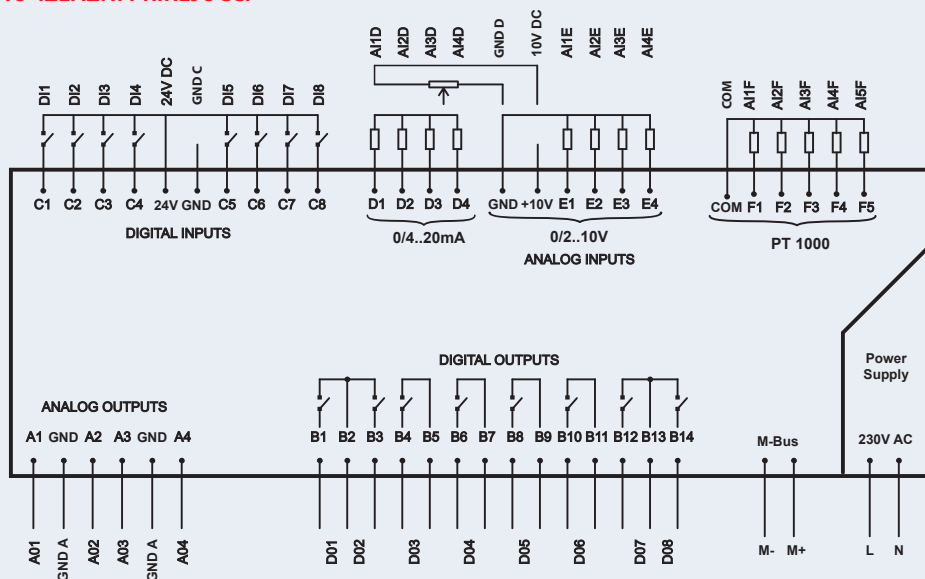 DI1 DI2 DI3 DI4 24V DC GND C DI5 DI6 DI7 DI8
AI1D AI2D AI3D AI4D GND D 10V DC AI1E AI2E AI3E AI4E
COM AI1F AI2F AI3F AI4F AI5F
C1 C2 C3 C4 24V GND C5 C6 C7 C8
D1 D2 D3 D4 GND +10V E1 E2 E3 E4
COM F1 F2 F3 F4 F5
DIGITAL INPUTS
0/4..20mA
0/2..10V
ANALOG INPUTS
PT 1000
Power
Supply
DIGITAL OUTPUTS
ANALOG OUTPUTS
A1 GND A2 A3 GND A4
B1 B2 B3 B4 B5 B6 B7 B8 B9 B10 B11 B12 B13 B14
M-Bus
230V AC
A01 GND A A02 A03 GND A A04
D01 D02 D03 D04 D05 D06 D07 D08
M- M+
L N